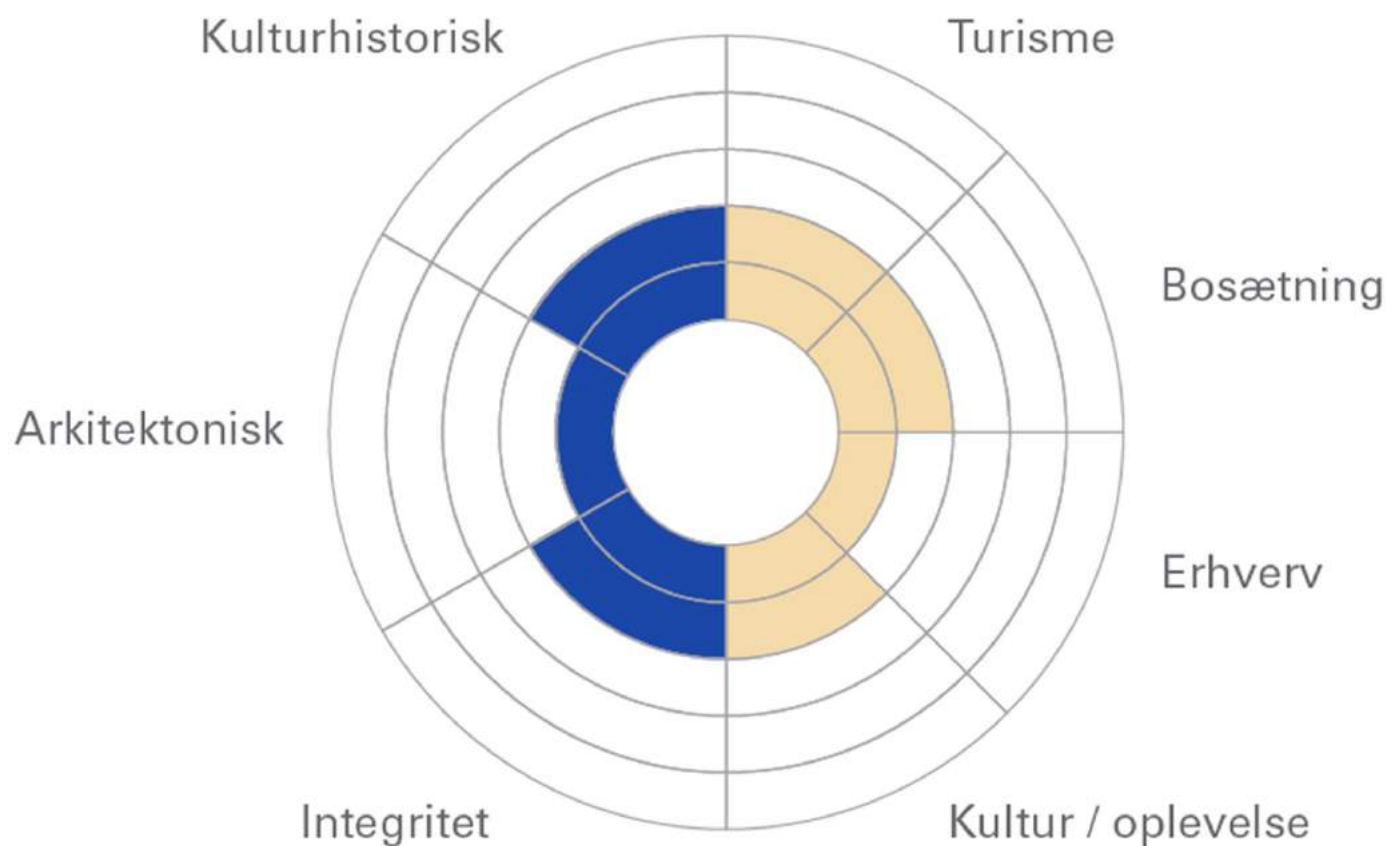 Kulturhistorisk
Turisme
Bosætning
Arkitektonisk
Erhverv
Integritet
Kultur / oplevelse